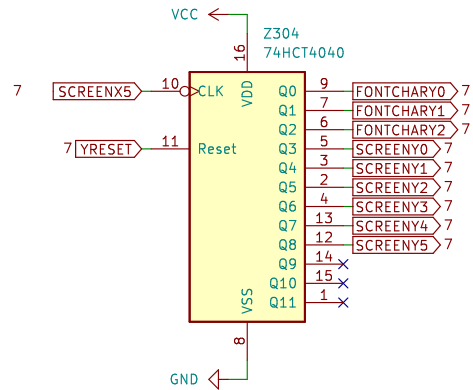 VCC
Z304
74HCT4040
16
VDD
7 SCREENX5 10 CLK Q0 9 FONTCHARY0 7
Q1 7 FONTCHARY1 7
Q2 6 FONTCHARY2 7
7 YRESET 11 Reset Q3 5 SCREENY0 7
Q4 3 SCREENY1 7
Q5 2 SCREENY2 7
Q6 4 SCREENY3 7
Q7 13 SCREENY4 7
Q8 12 SCREENY5 7
Q9 14
Q10 15
Q11 1
VSS
8
GND